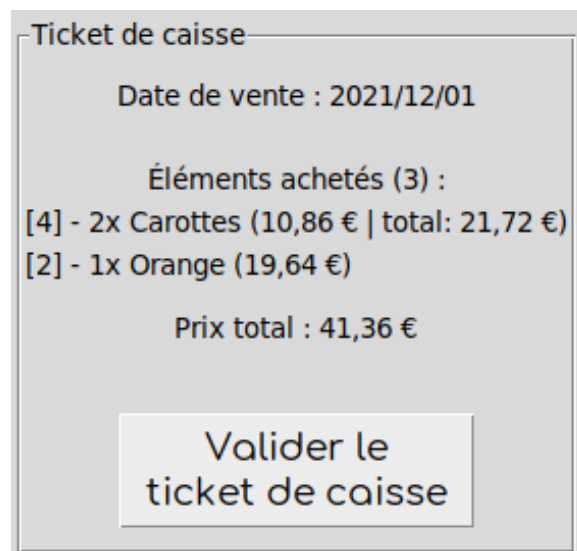 Ticket de caisse
Date de vente : 2021/12/01
Éléments achetés (3) :
[4] - 2x Carottes (10,86 € | total: 21,72 €)
[2] - 1x Orange (19,64 €)
Prix total : 41,36 €
Valider le
ticket de caisse